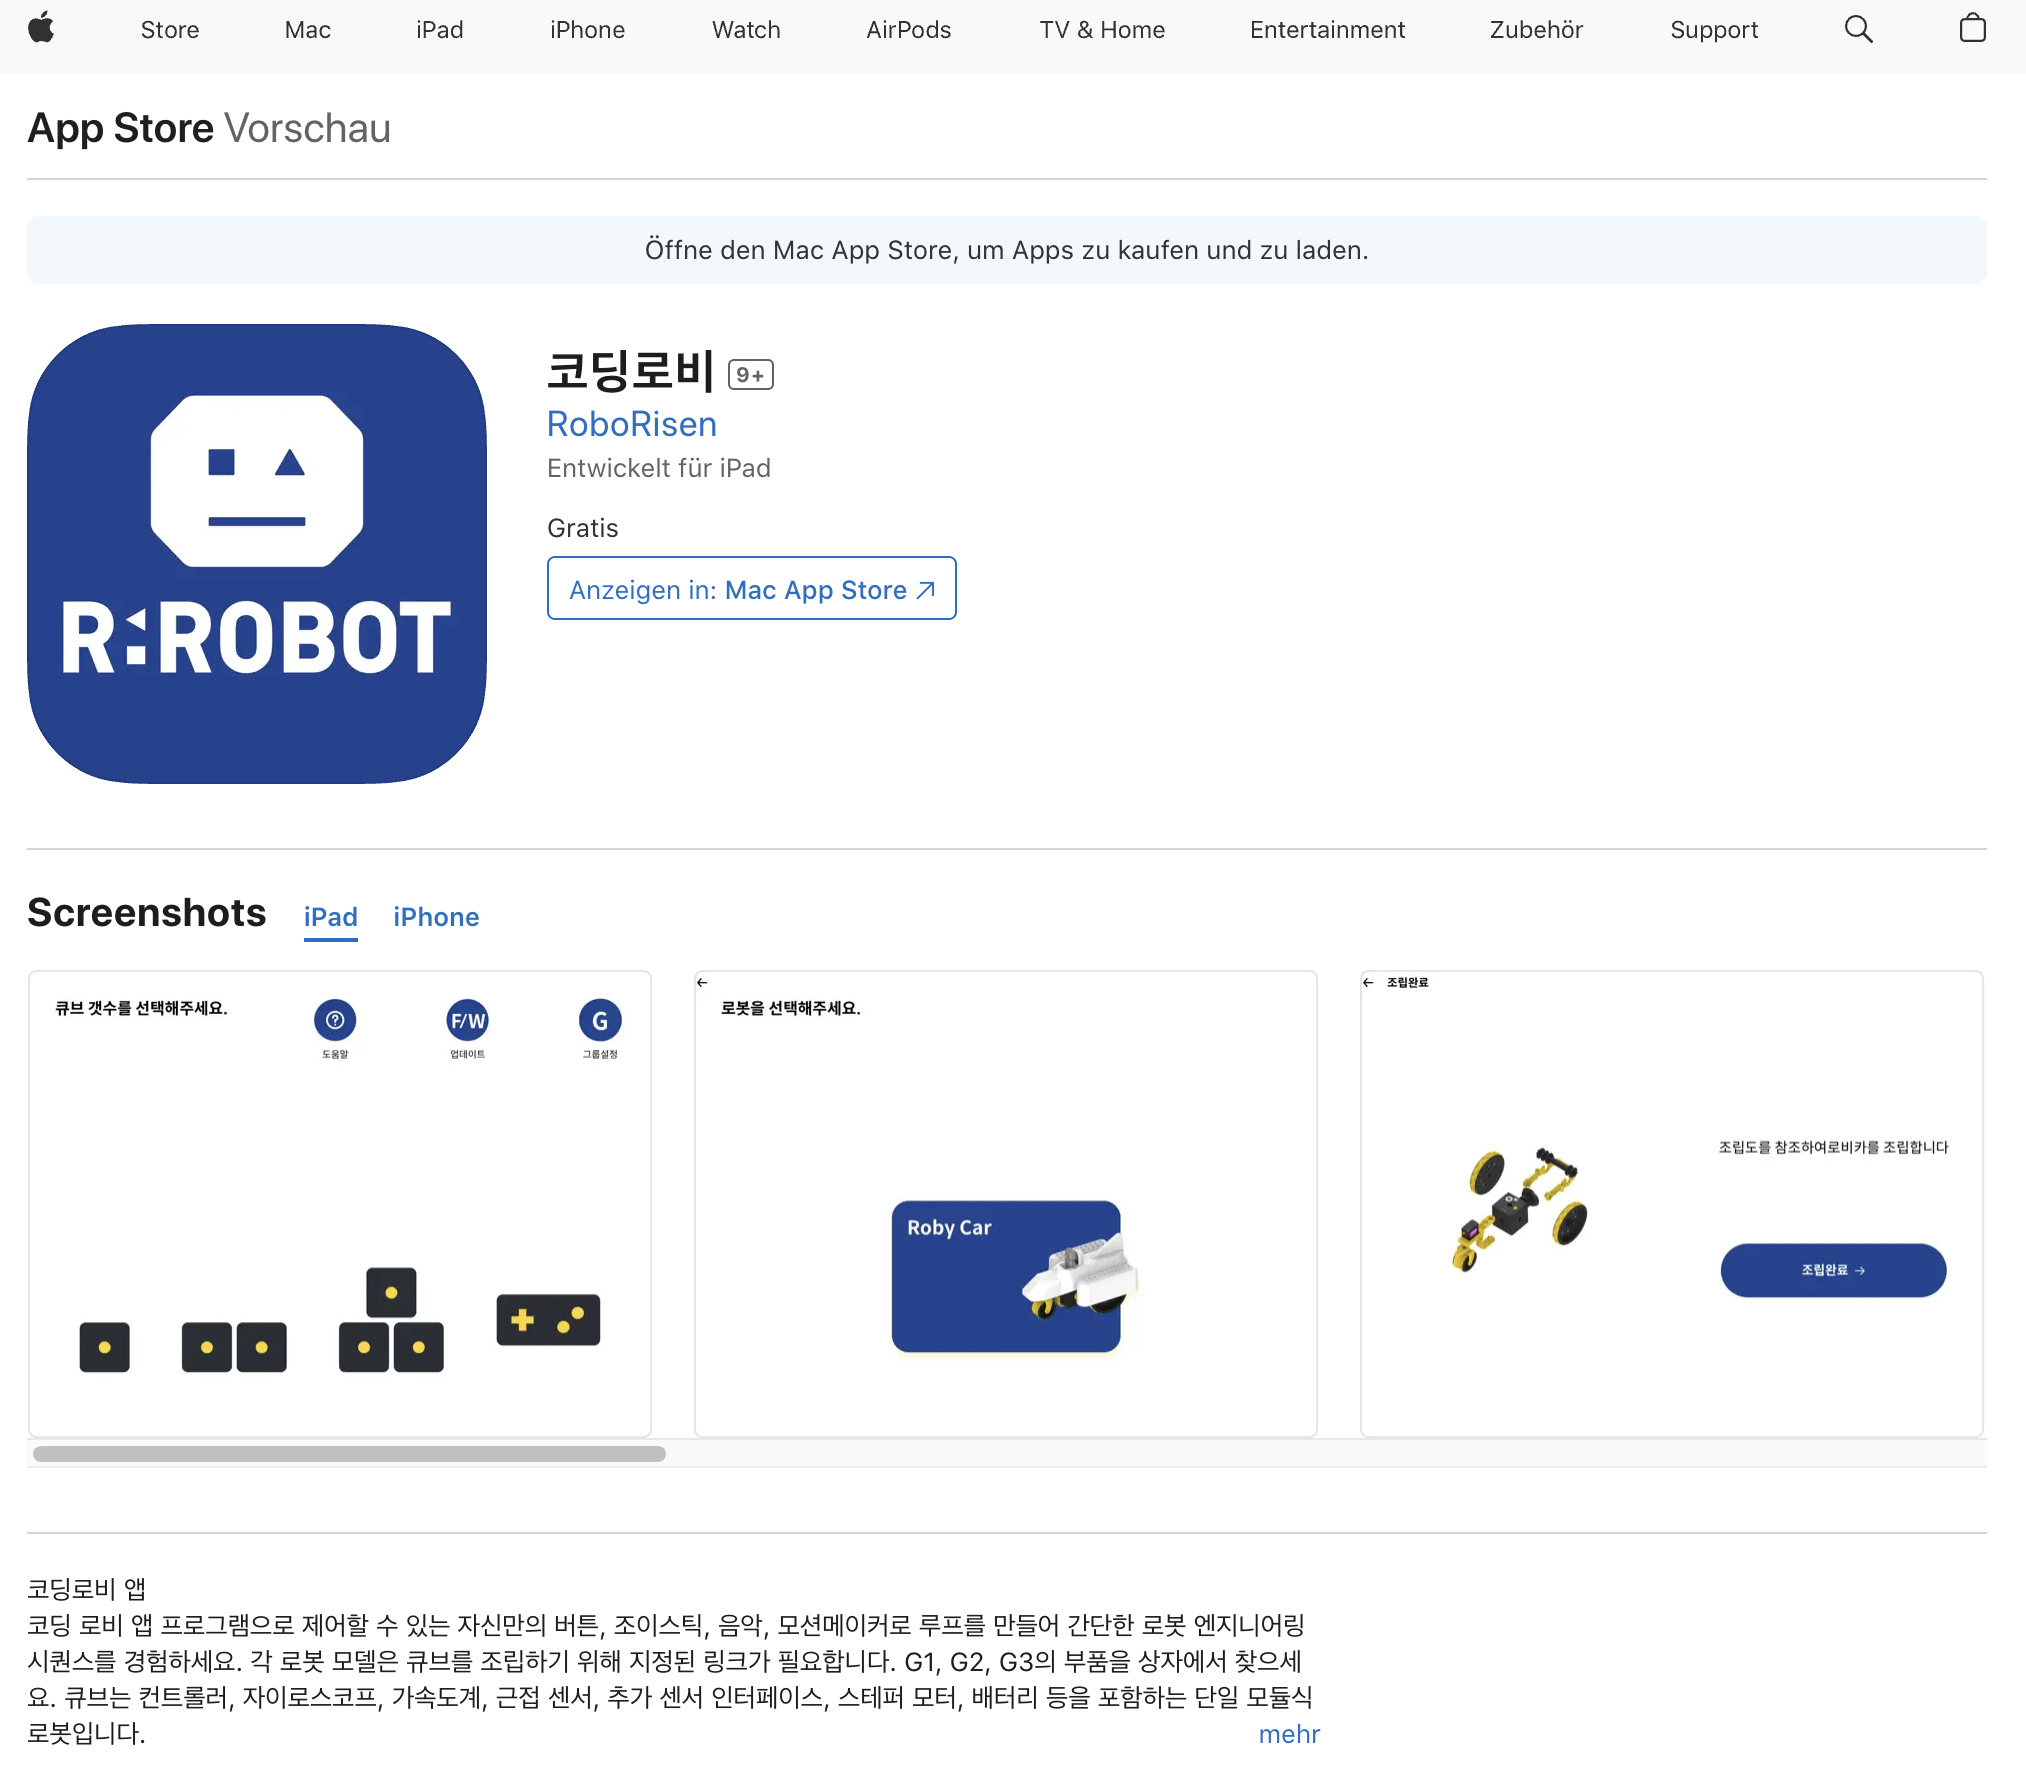 Store Mac iPad iPhone Watch AirPods TV & Home Entertainment Zubehör Support
App Store Vorschau
Öffne den Mac App Store, um Apps zu kaufen und zu laden.
R:ROBOT
코딩로비 9+
RoboRisen
Entwickelt für iPad
Gratis
Anzeigen in: Mac App Store
Screenshots iPad iPhone
큐브 갯수를 선택해주세요.
?
도움말
F/W
업데이트
G
그룹설정
←
로봇을 선택해주세요.
Roby Car
← 조립완료
조립도를 참조하여로비카를 조립합니다
조립완료 →
코딩로비 앱
코딩 로비 앱 프로그램으로 제어할 수 있는 자신만의 버튼, 조이스틱, 음악, 모션메이커로 루프를 만들어 간단한 로봇 엔지니어링
시퀀스를 경험하세요. 각 로봇 모델은 큐브를 조립하기 위해 지정된 링크가 필요합니다. G1, G2, G3의 부품을 상자에서 찾으세
요. 큐브는 컨트롤러, 자이로스코프, 가속도계, 근접 센서, 추가 센서 인터페이스, 스테퍼 모터, 배터리 등을 포함하는 단일 모듈식
로봇입니다.
mehr